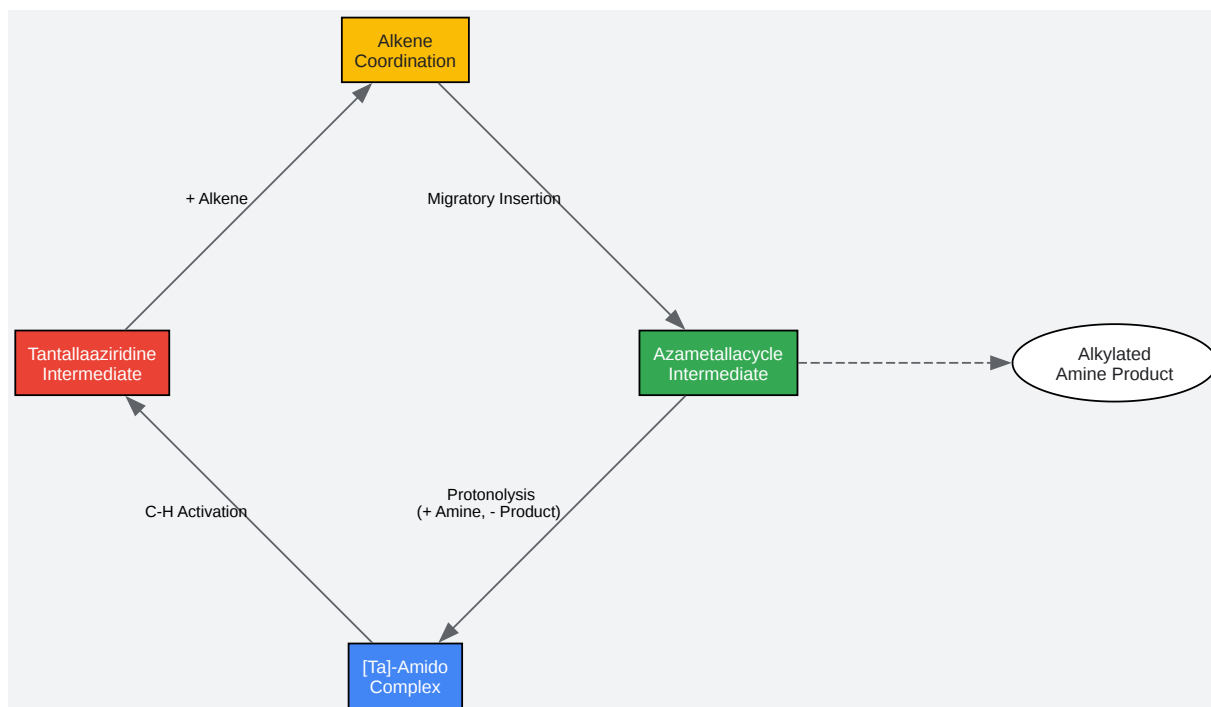 Alkene
Coordination
+ Alkene
Migratory Insertion
Tantallaaziridine
Intermediate
Azametallacycle
Intermediate
Alkylated
Amine Product
C-H Activation
Protonolysis
(+ Amine, - Product)
[Ta]-Amido
Complex